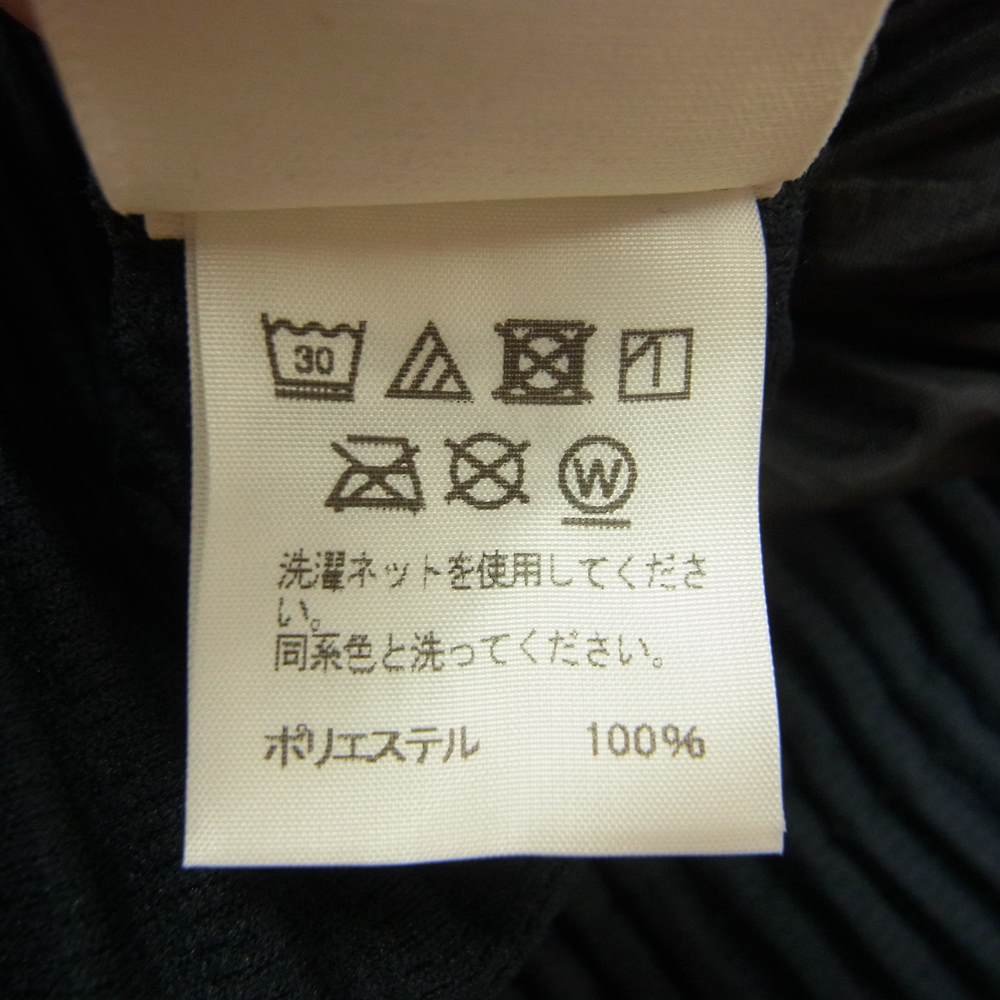 30
W
洗濯ネットを使用してくださ
い。
同系色と洗ってください。
ポリエステル 100%